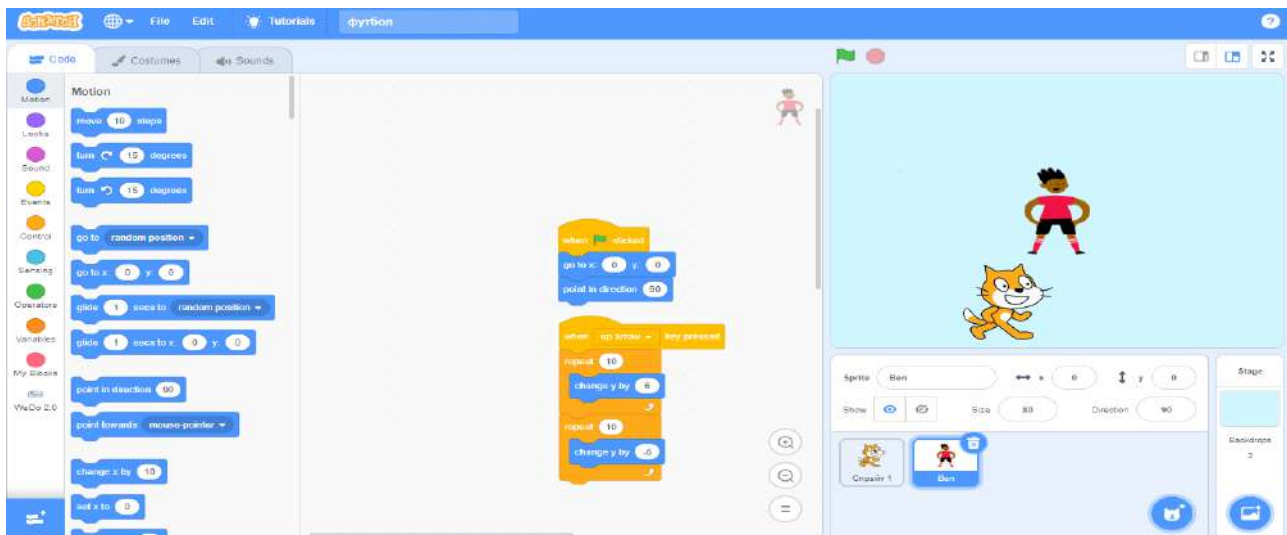 SCRATCH File Edit Tutorials футбол
Code Costumes Sounds
Motion
Looks
Sound
Events
Control
Sensing
Operators
Variables
My Blocks
WeDo 2.0
Motion
move 10 steps
turn 15 degrees
turn 15 degrees
go to random position
go to x: 0 y: 0
glide 1 secs to random position
glide 1 secs to x: 0 y: 0
point in direction 90
point towards mouse-pointer
change x by 10
set x to 0
when clicked
go to x: 0 y: 0
point in direction 90
when up arrow key pressed
repeat 10
change y by 6
repeat 10
change y by -6
Sprite Ben x 0 y 0
Show Size 80 Direction 90
Спрайт 1
Ben
Stage
Backdrops